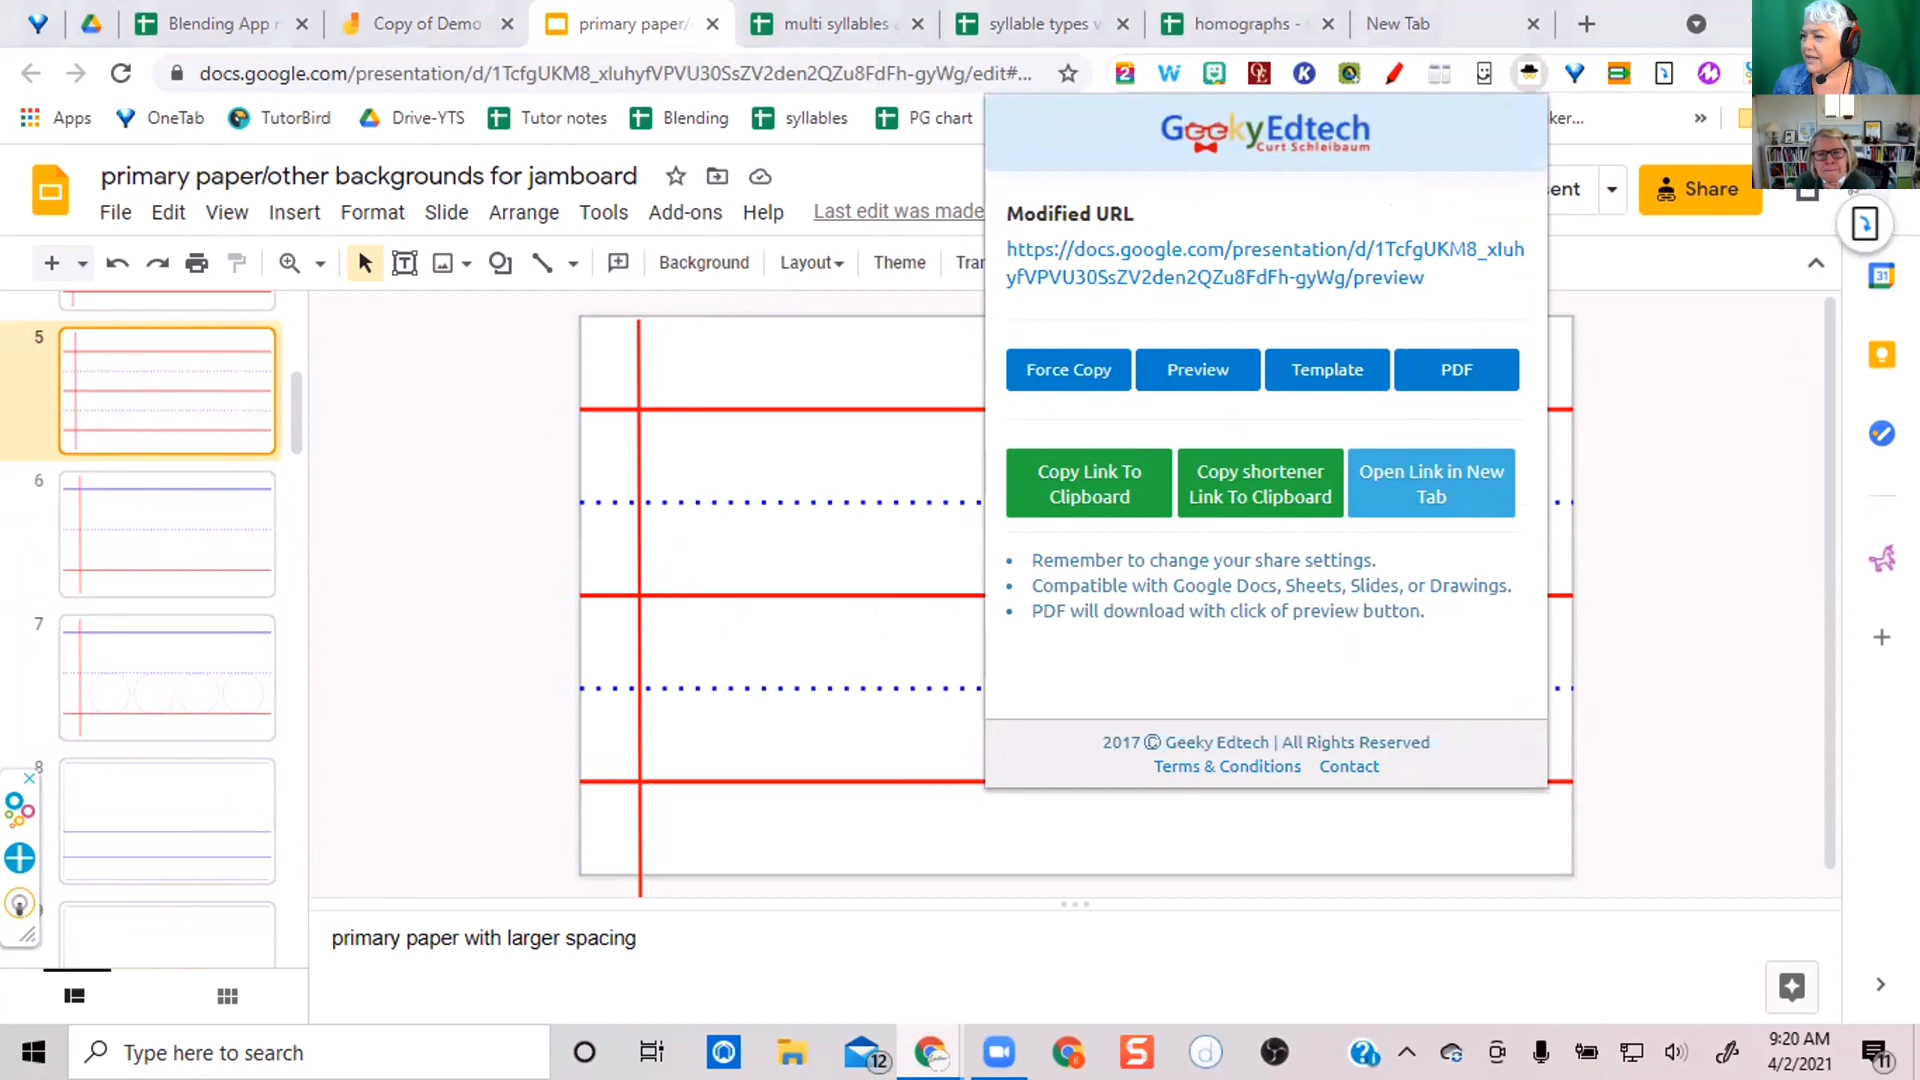 Blending App r
Copy of Demo
primary paper/
multi syllables
syllable types v
homographs -
New Tab
docs.google.com/presentation/d/1TcfgUKM8_xIuhyfVPVU30SsZV2den2QZu8FdFh-gyWg/edit#...
Apps
OneTab
TutorBird
Drive-YTS
Tutor notes
Blending
syllables
PG chart
ker...
»
primary paper/other backgrounds for jamboard
ent
Share
File Edit View Insert Format Slide Arrange Tools Add-ons Help Last edit was made
Background Layout Theme Tran
GeekyEdtech
Curt Schleibaum
Modified URL
https://docs.google.com/presentation/d/1TcfgUKM8_xIuh
yfVPVU30SsZV2den2QZu8FdFh-gyWg/preview
Force Copy Preview Template PDF
Copy Link To
Clipboard
Copy shortener
Link To Clipboard
Open Link in New
Tab
• Remember to change your share settings.
• Compatible with Google Docs, Sheets, Slides, or Drawings.
• PDF will download with click of preview button.
2017 © Geeky Edtech | All Rights Reserved
Terms & Conditions Contact
5
6
7
8
9
31
primary paper with larger spacing
Type here to search
12
9:20 AM
4/2/2021
11